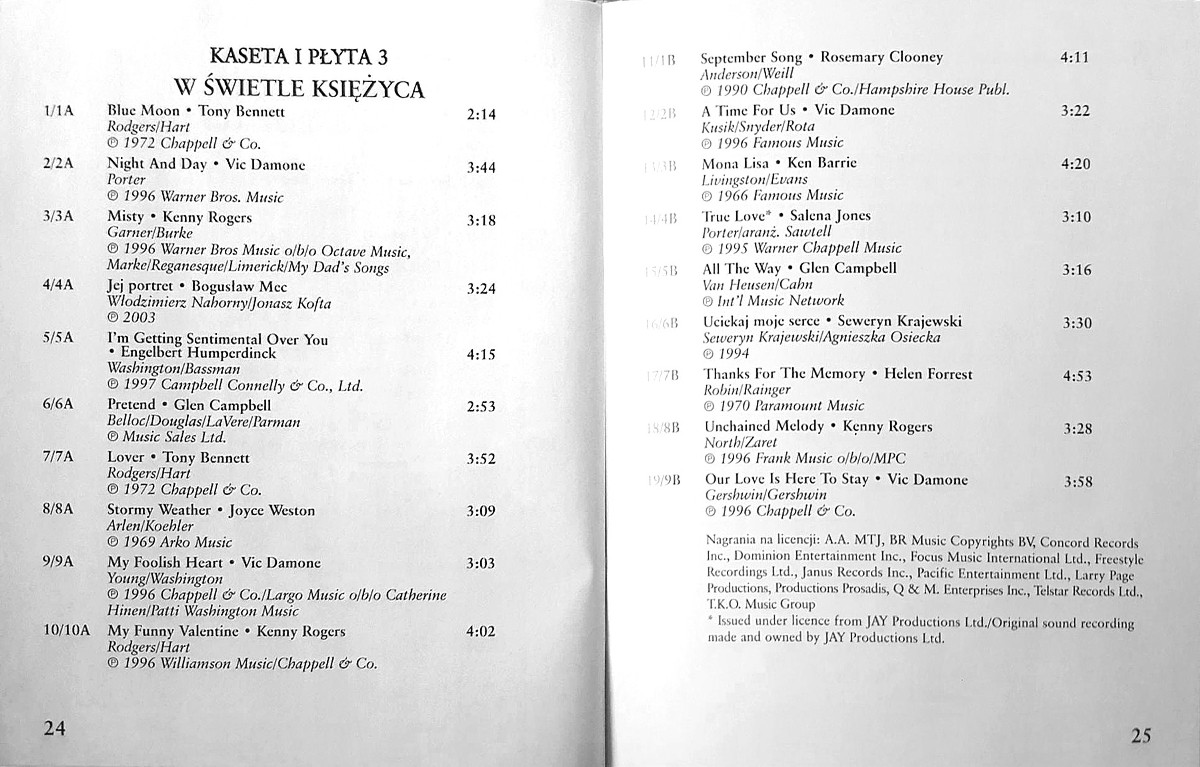 KASETA I PŁYTA 3
W ŚWIETLE KSIĘŻYCA
1/1A Blue Moon • Tony Bennett 2:14
Rodgers/Hart
℗ 1972 Chappell & Co.
2/2A Night And Day • Vic Damone 3:44
Porter
℗ 1996 Warner Bros. Music
3/3A Misty • Kenny Rogers 3:18
Garner/Burke
℗ 1996 Warner Bros Music o/b/o Octave Music,
Marke/Reganesque/Limerick/My Dad's Songs
4/4A Jej portret • Bogusław Mec 3:24
Włodzimierz Nahorny/Jonasz Kofta
℗ 2003
5/5A I'm Getting Sentimental Over You
• Engelbert Humperdinck 4:15
Washington/Bassman
℗ 1997 Campbell Connelly & Co., Ltd.
6/6A Pretend • Glen Campbell 2:53
Belloc/Douglas/LaVere/Parman
℗ Music Sales Ltd.
7/7A Lover • Tony Bennett 3:52
Rodgers/Hart
℗ 1972 Chappell & Co.
8/8A Stormy Weather • Joyce Weston 3:09
Arlen/Koehler
℗ 1969 Arko Music
9/9A My Foolish Heart • Vic Damone 3:03
Young/Washington
℗ 1996 Chappell & Co./Largo Music o/b/o Catherine
Hinen/Patti Washington Music
10/10A My Funny Valentine • Kenny Rogers 4:02
Rodgers/Hart
℗ 1996 Williamson Music/Chappell & Co.
24
11/1B September Song • Rosemary Clooney 4:11
Anderson/Weill
℗ 1990 Chappell & Co./Hampshire House Publ.
12/2B A Time For Us • Vic Damone 3:22
Kusik/Snyder/Rota
℗ 1996 Famous Music
13/3B Mona Lisa • Ken Barrie 4:20
Livingston/Evans
℗ 1966 Famous Music
14/4B True Love* • Salena Jones 3:10
Porter/aranż. Sawtell
℗ 1995 Warner Chappell Music
15/5B All The Way • Glen Campbell 3:16
Van Heusen/Cahn
℗ Int'l Music Network
16/6B Uciekaj moje serce • Seweryn Krajewski 3:30
Seweryn Krajewski/Agnieszka Osiecka
℗ 1994
17/7B Thanks For The Memory • Helen Forrest 4:53
Robin/Rainger
℗ 1970 Paramount Music
18/8B Unchained Melody • Kenny Rogers 3:28
North/Zaret
℗ 1996 Frank Music o/b/o/MPC
19/9B Our Love Is Here To Stay • Vic Damone 3:58
Gershwin/Gershwin
℗ 1996 Chappell & Co.
Nagrania na licencji: A.A. MTJ, BR Music Copyrights BV, Concord Records
Inc., Dominion Entertainment Inc., Focus Music International Ltd., Freestyle
Recordings Ltd., Janus Records Inc., Pacific Entertainment Ltd., Larry Page
Productions, Productions Prosadis, Q & M. Enterprises Inc., Telstar Records Ltd.,
T.K.O. Music Group
* Issued under licence from JAY Productions Ltd./Original sound recording
made and owned by JAY Productions Ltd.
25